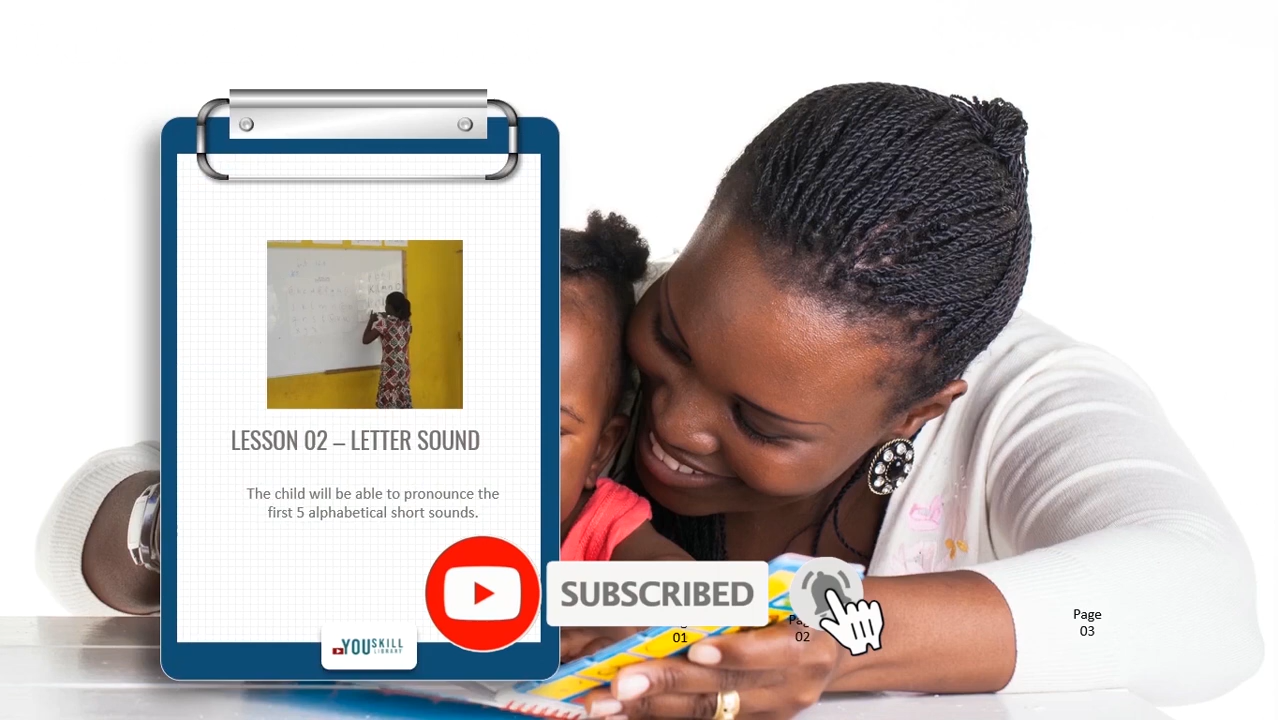 LESSON 02 – LETTER SOUND
The child will be able to pronounce the
first 5 alphabetical short sounds.
SUBSCRIBED
01
02
Page
03
YOUSKILL
LIBRARY